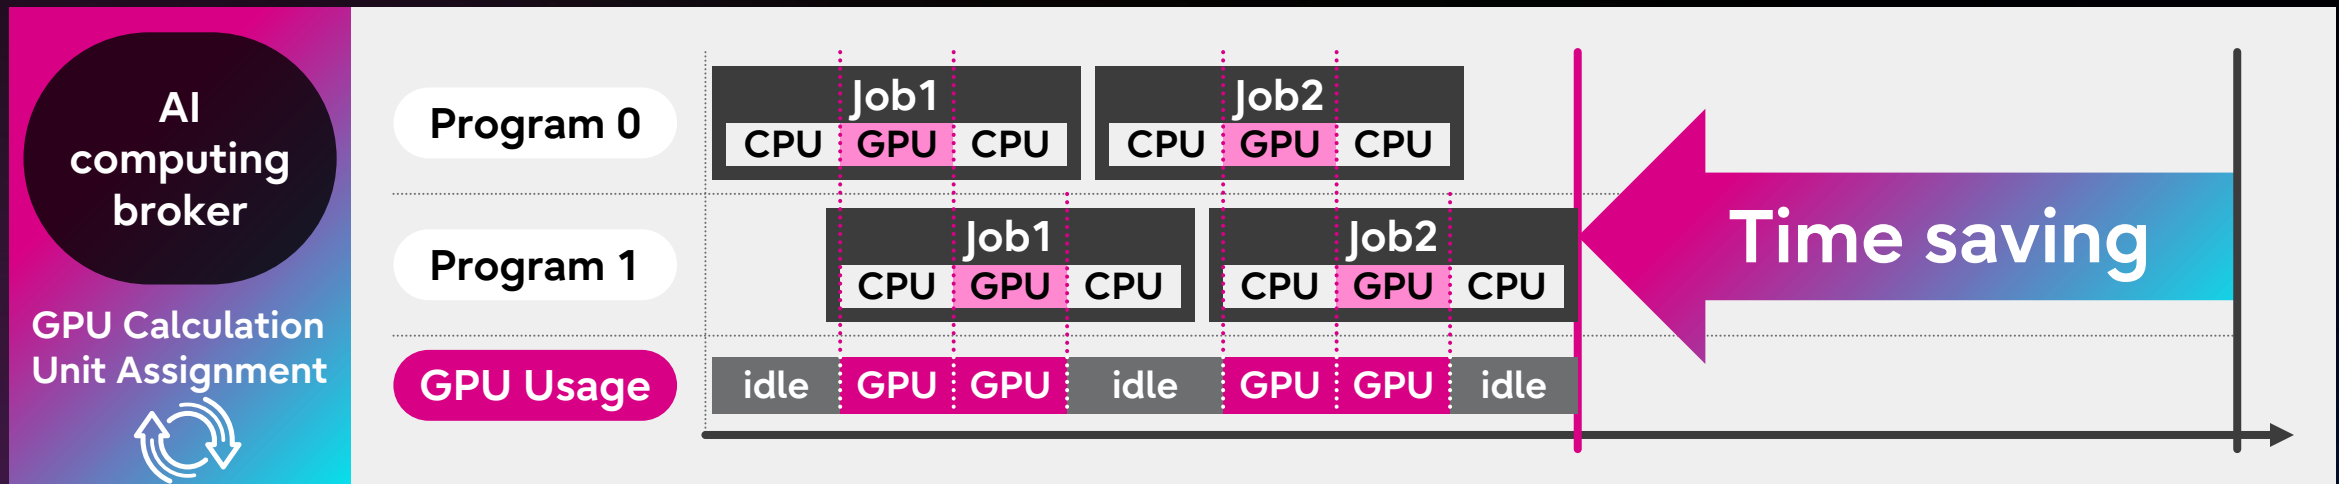 AI
computing
broker
GPU Calculation
Unit Assignment
Program 0
Job1
CPU GPU CPU
Job2
CPU GPU CPU
Program 1
Job1
CPU GPU CPU
Job2
CPU GPU CPU
GPU Usage
idle GPU GPU idle GPU GPU idle
Time saving